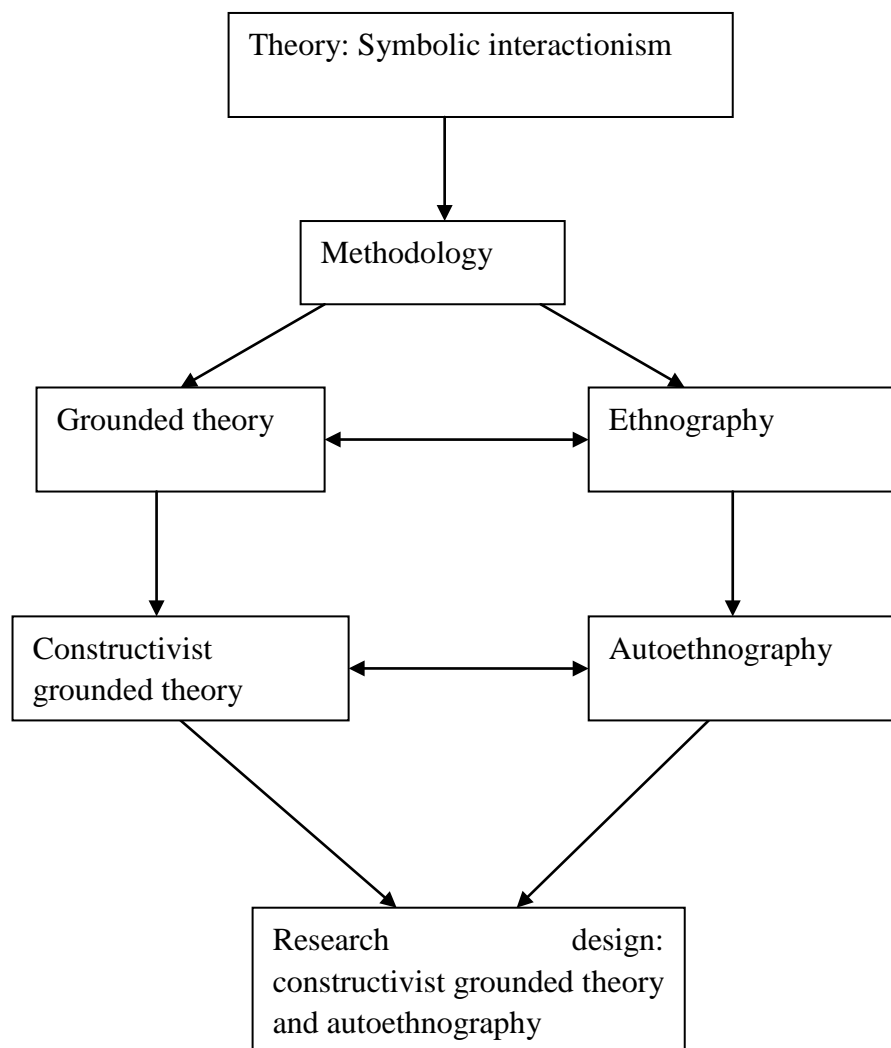 Theory: Symbolic interactionism
Methodology
Grounded theory
Ethnography
Constructivist
grounded theory
Autoethnography
Research design:
constructivist grounded theory
and autoethnography